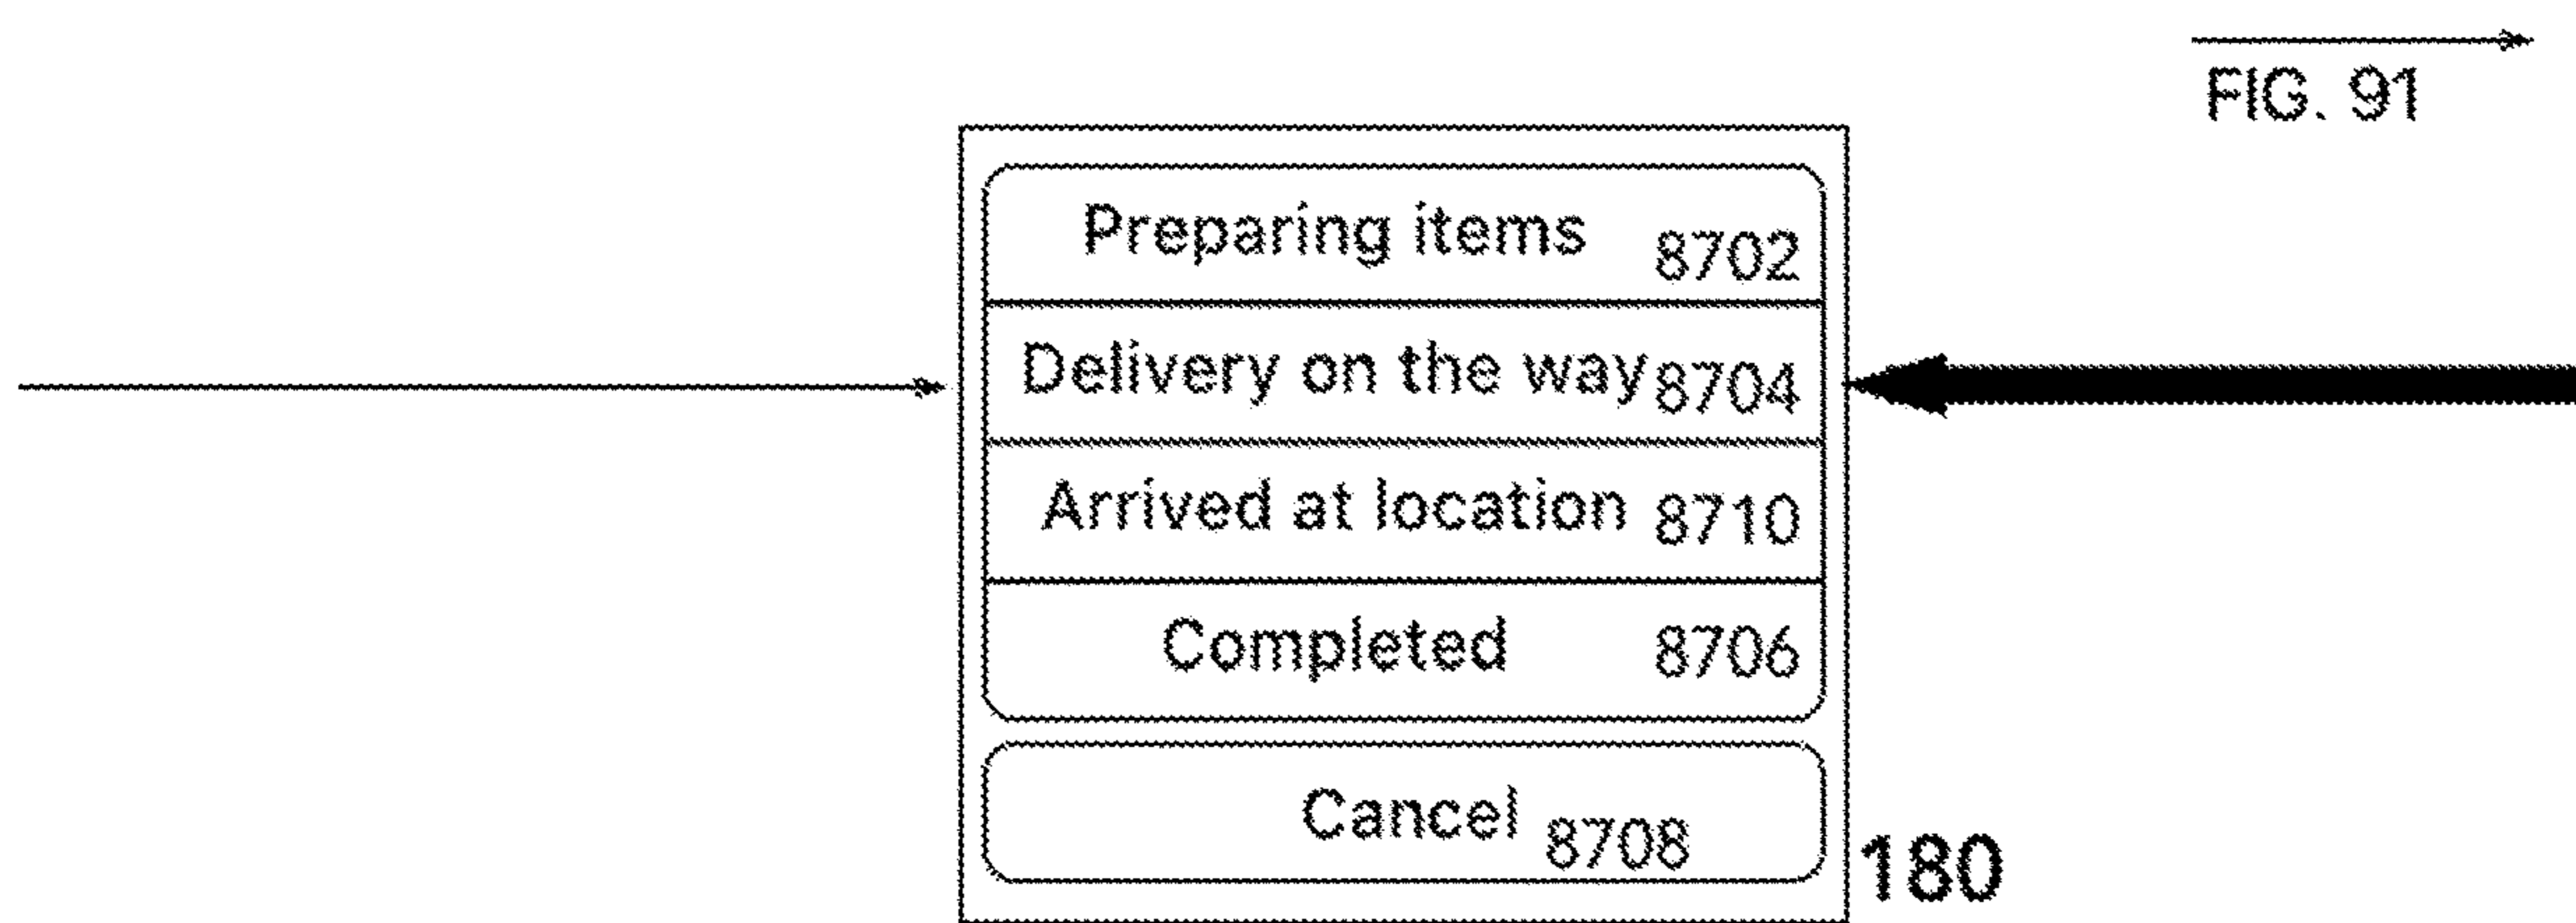 FIG. 91
Preparing items 8702
Delivery on the way 8704
Arrived at location 8710
Completed 8706
Cancel 8708
180